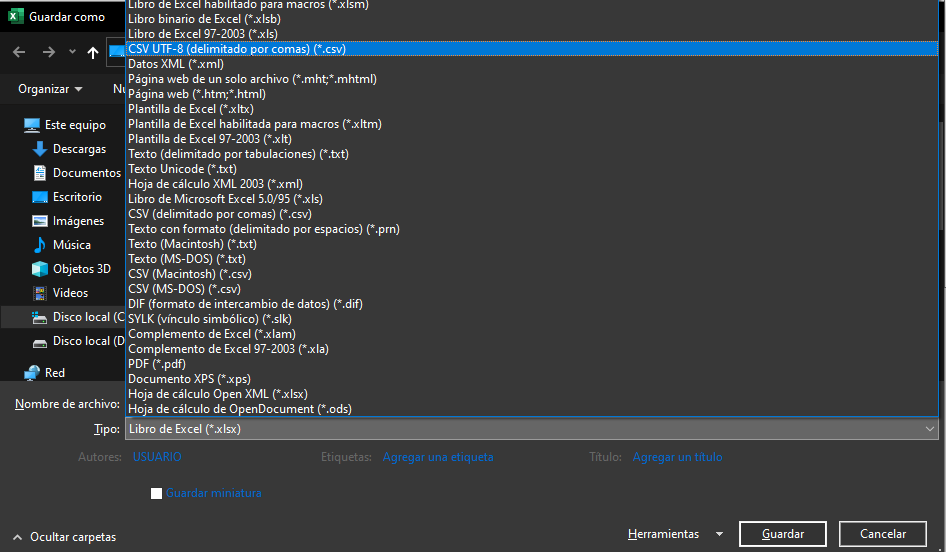 Guardar como
Libro de Excel habilitado para macros (*.xlsm)
Libro binario de Excel (*.xlsb)
Libro de Excel 97-2003 (*.xls)
CSV UTF-8 (delimitado por comas) (*.csv)
Datos XML (*.xml)
Página web de un solo archivo (*.mht;*.mhtml)
Página web (*.htm;*.html)
Plantilla de Excel (*.xltx)
Plantilla de Excel habilitada para macros (*.xltm)
Plantilla de Excel 97-2003 (*.xlt)
Texto (delimitado por tabulaciones) (*.txt)
Texto Unicode (*.txt)
Hoja de cálculo XML 2003 (*.xml)
Libro de Microsoft Excel 5.0/95 (*.xls)
CSV (delimitado por comas) (*.csv)
Texto con formato (delimitado por espacios) (*.prn)
Texto (Macintosh) (*.txt)
Texto (MS-DOS) (*.txt)
CSV (Macintosh) (*.csv)
CSV (MS-DOS) (*.csv)
DIF (formato de intercambio de datos) (*.dif)
SYLK (vínculo simbólico) (*.slk)
Complemento de Excel (*.xlam)
Complemento de Excel 97-2003 (*.xla)
PDF (*.pdf)
Documento XPS (*.xps)
Hoja de cálculo Open XML (*.xlsx)
Hoja de cálculo de OpenDocument (*.ods)
Organizar
Nu
Este equipo
Descargas
Documentos
Escritorio
Imágenes
Música
Objetos 3D
Videos
Disco local (C
Disco local (D
Red
Nombre de archivo:
Tipo: Libro de Excel (*.xlsx)
Autores: USUARIO Etiquetas: Agregar una etiqueta Título: Agregar un título
Guardar miniatura
Ocultar carpetas Herramientas Guardar Cancelar